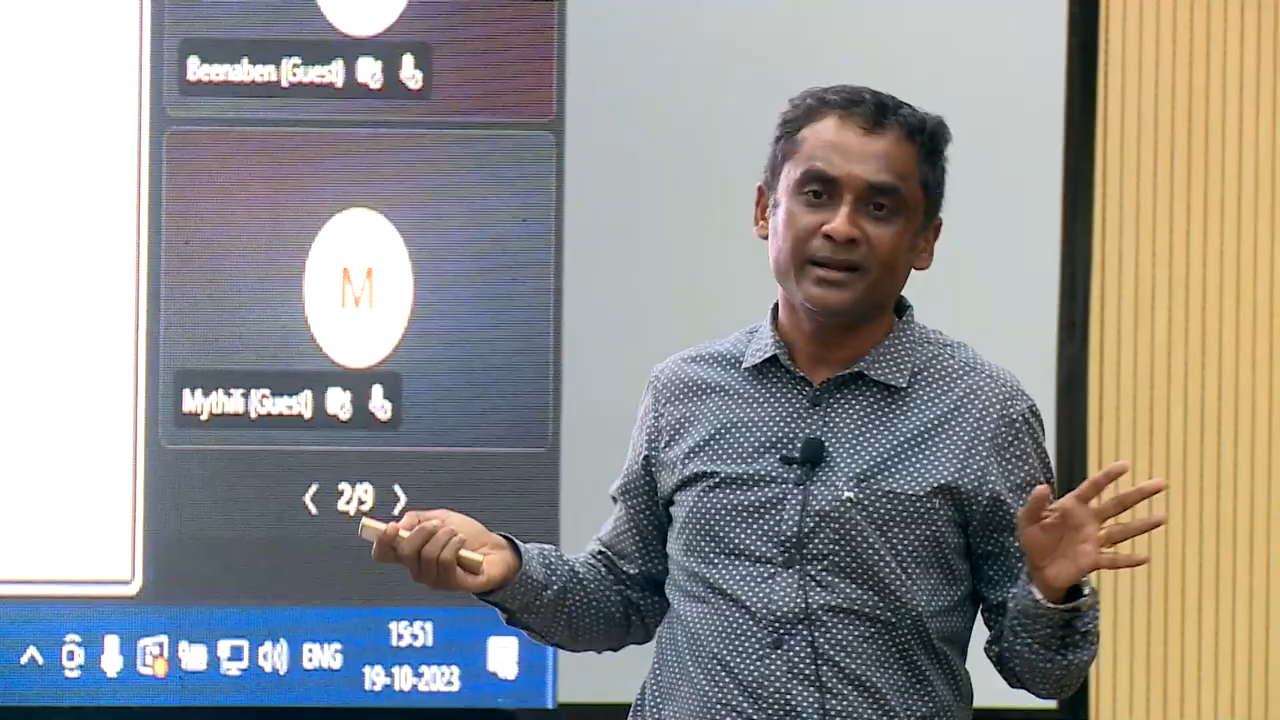 Beenaben (Guest)
M
Mythili (Guest)
2/9
ENG
15:51
19-10-2023